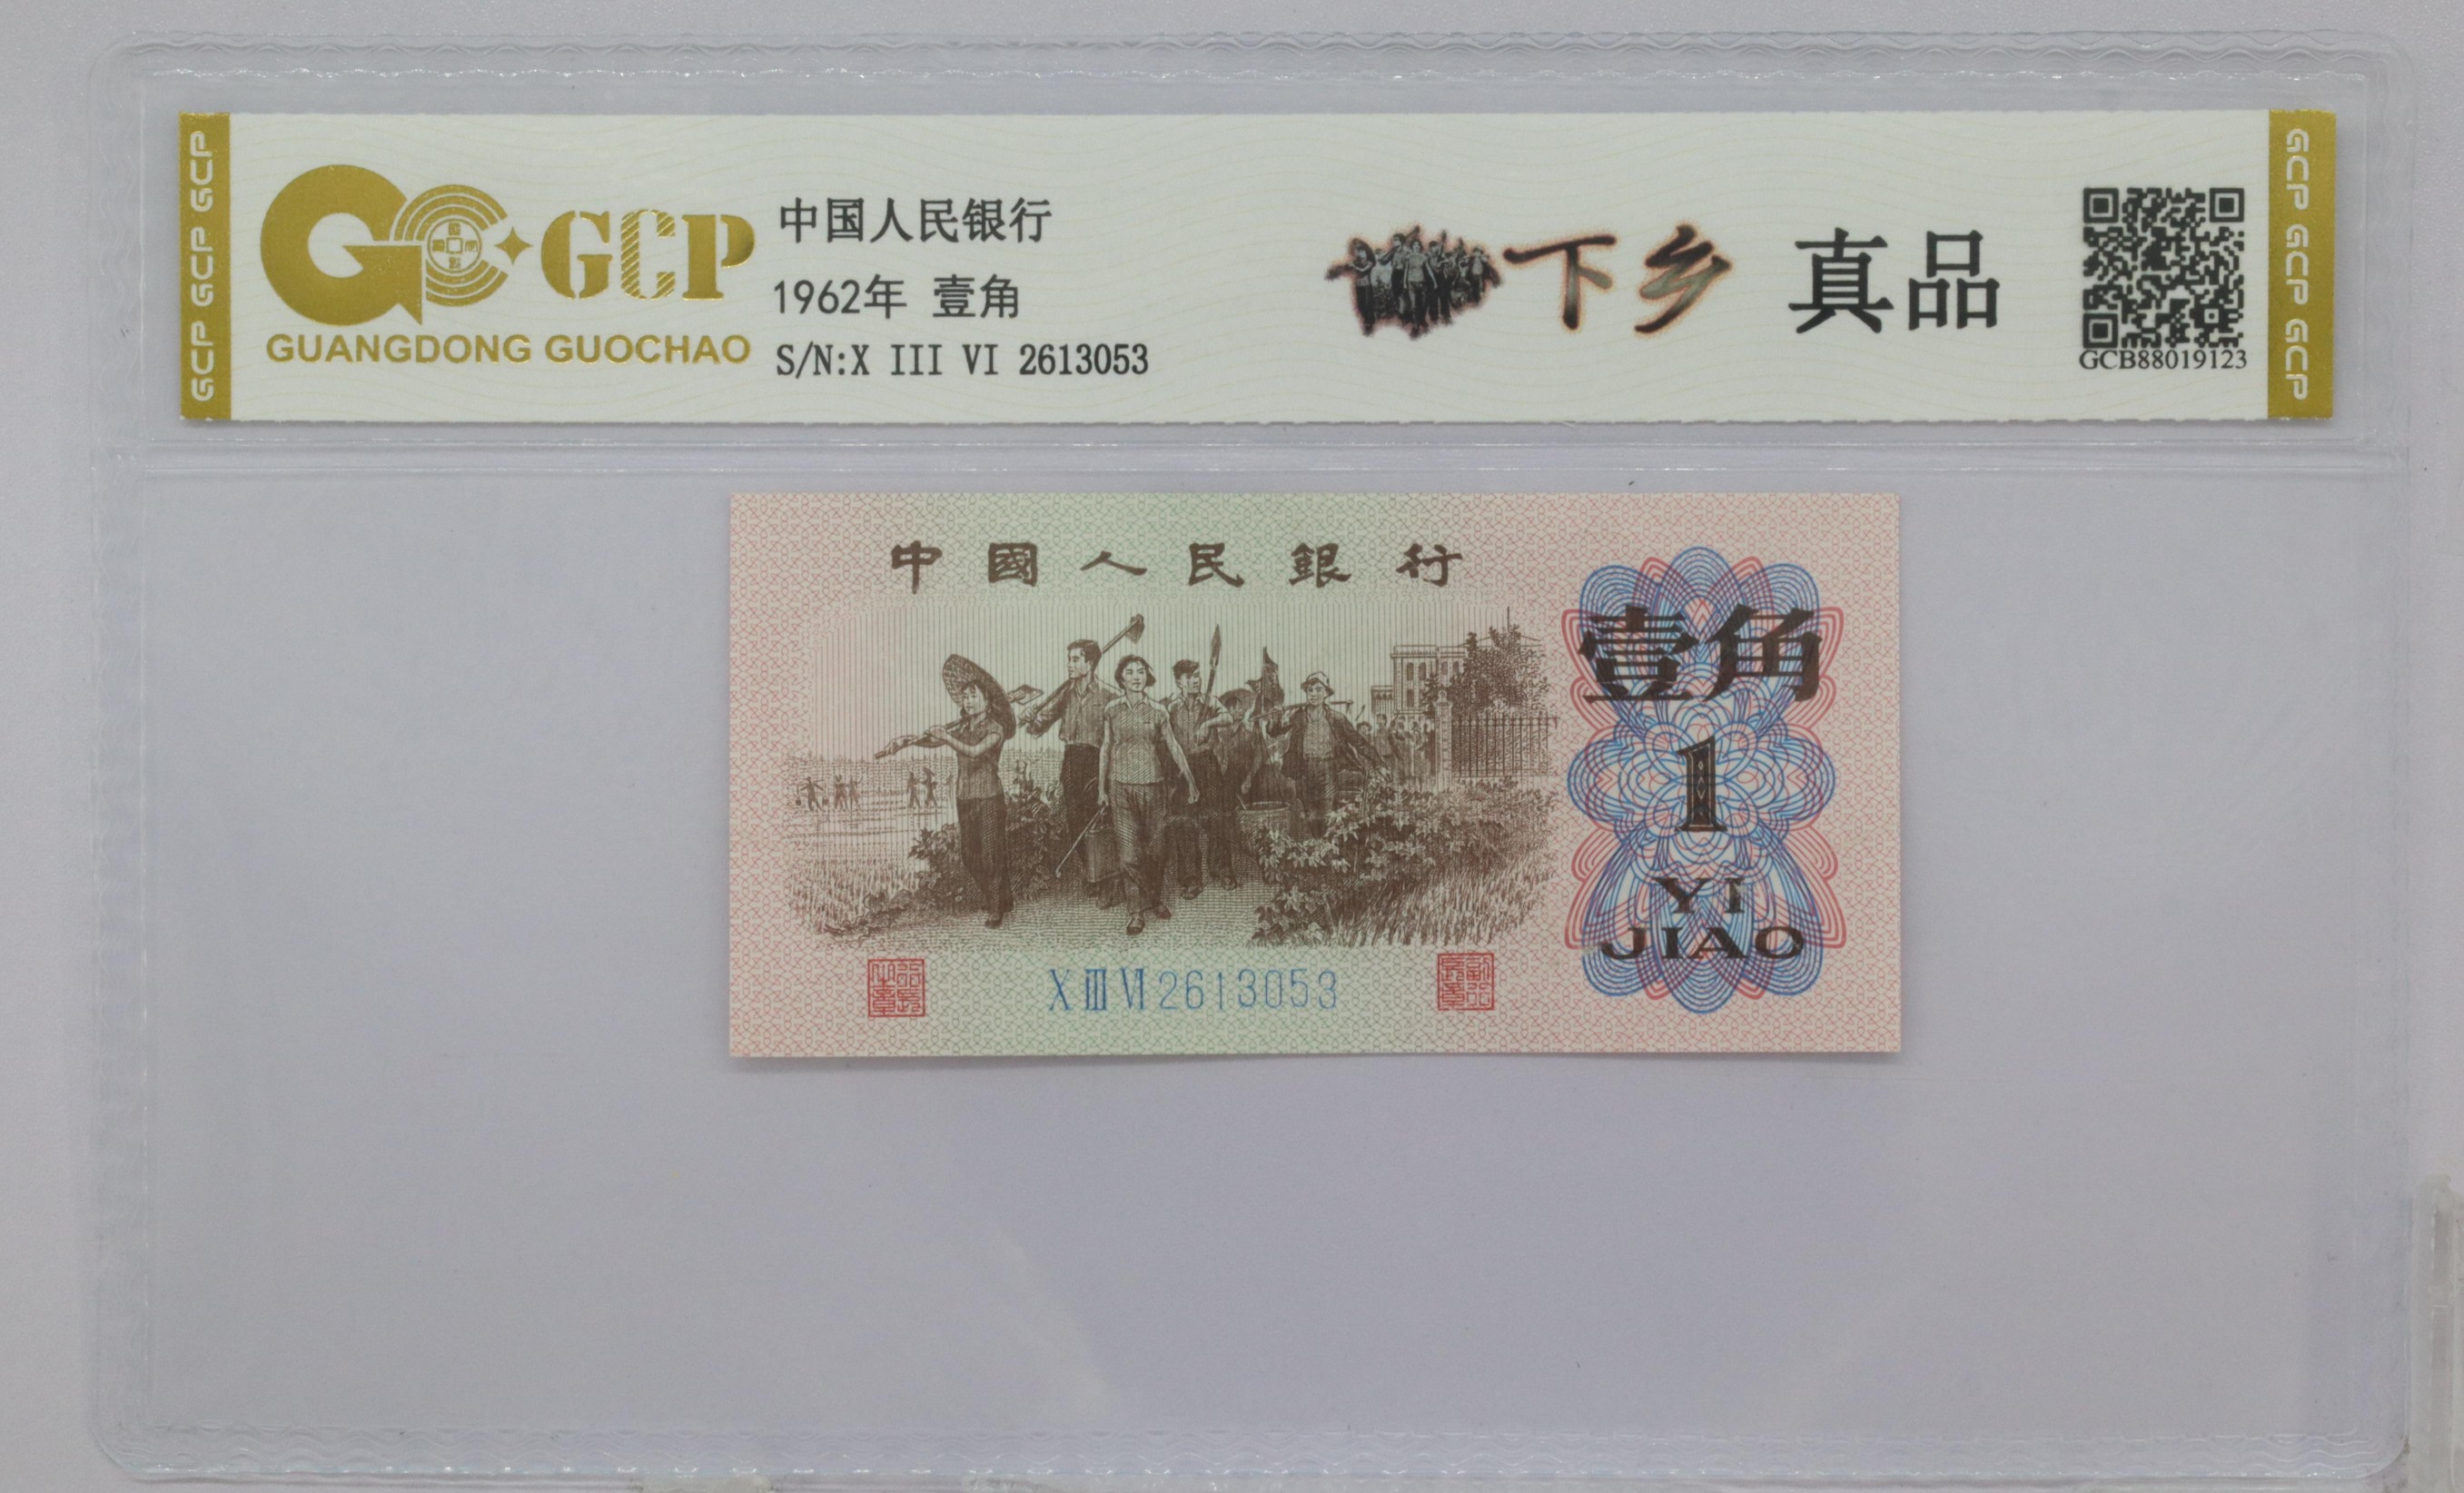 GCP GCP GCP
GCP
GUANGDONG GUOCHAO
中国人民银行
1962年 壹角
S/N:X III VI 2613053
下乡 真品
GCB88019123
GCP GCP GCP
中國人民銀行
壹角
1
YI
JIAO
X III VI 2613053